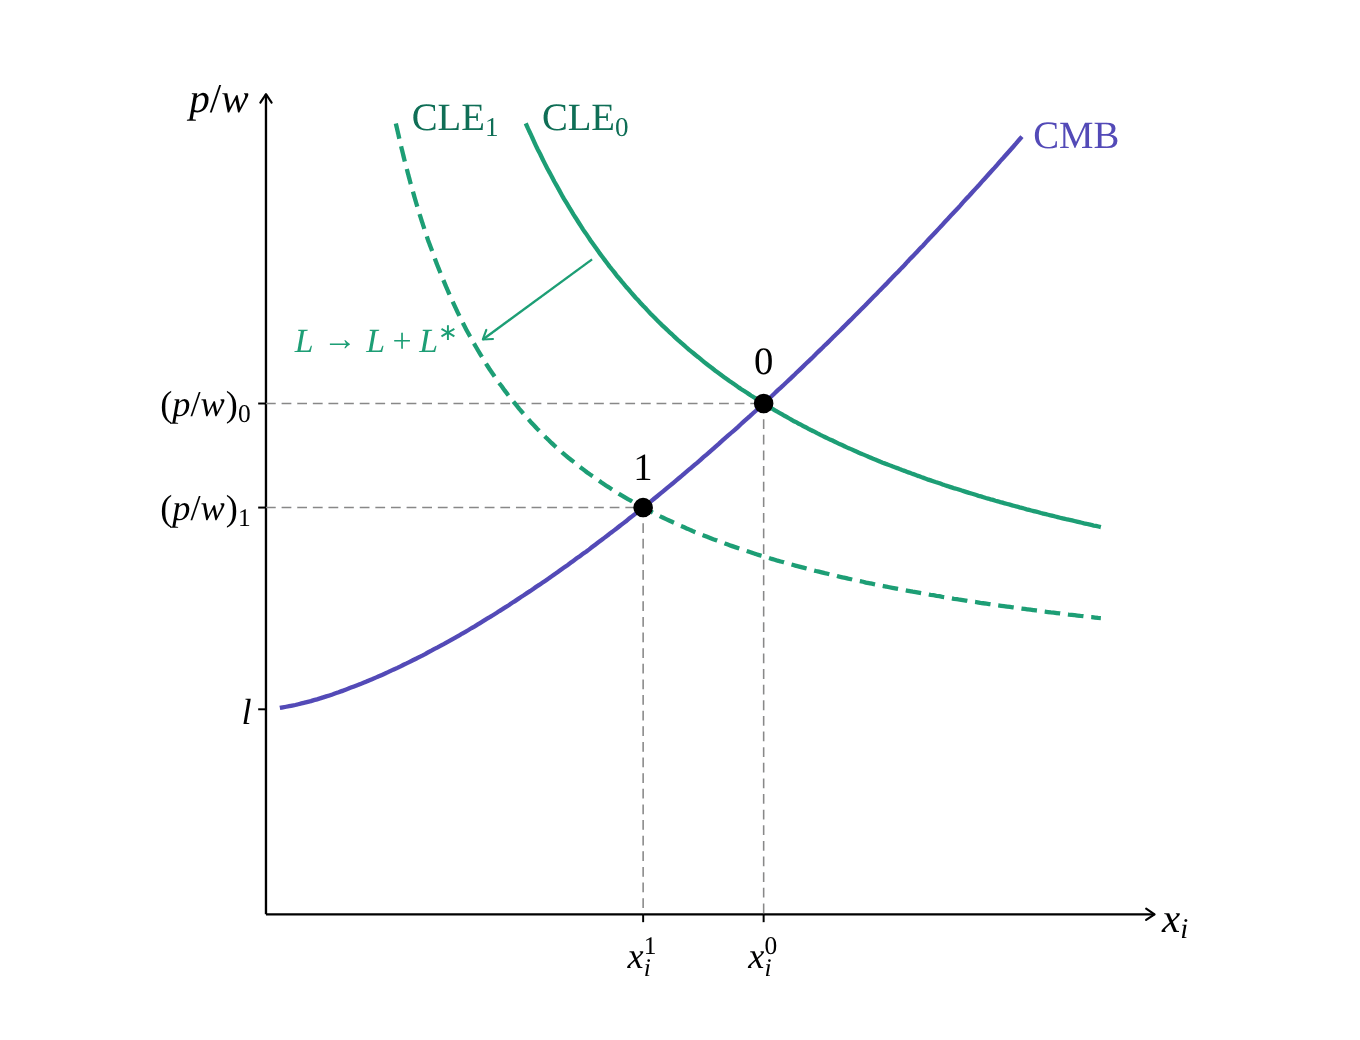 p/w
CLE₁
CLE₀
CMB
L → L + L*
0
(p/w)₀
1
(p/w)₁
l
xᵢ
xᵢ¹
xᵢ⁰